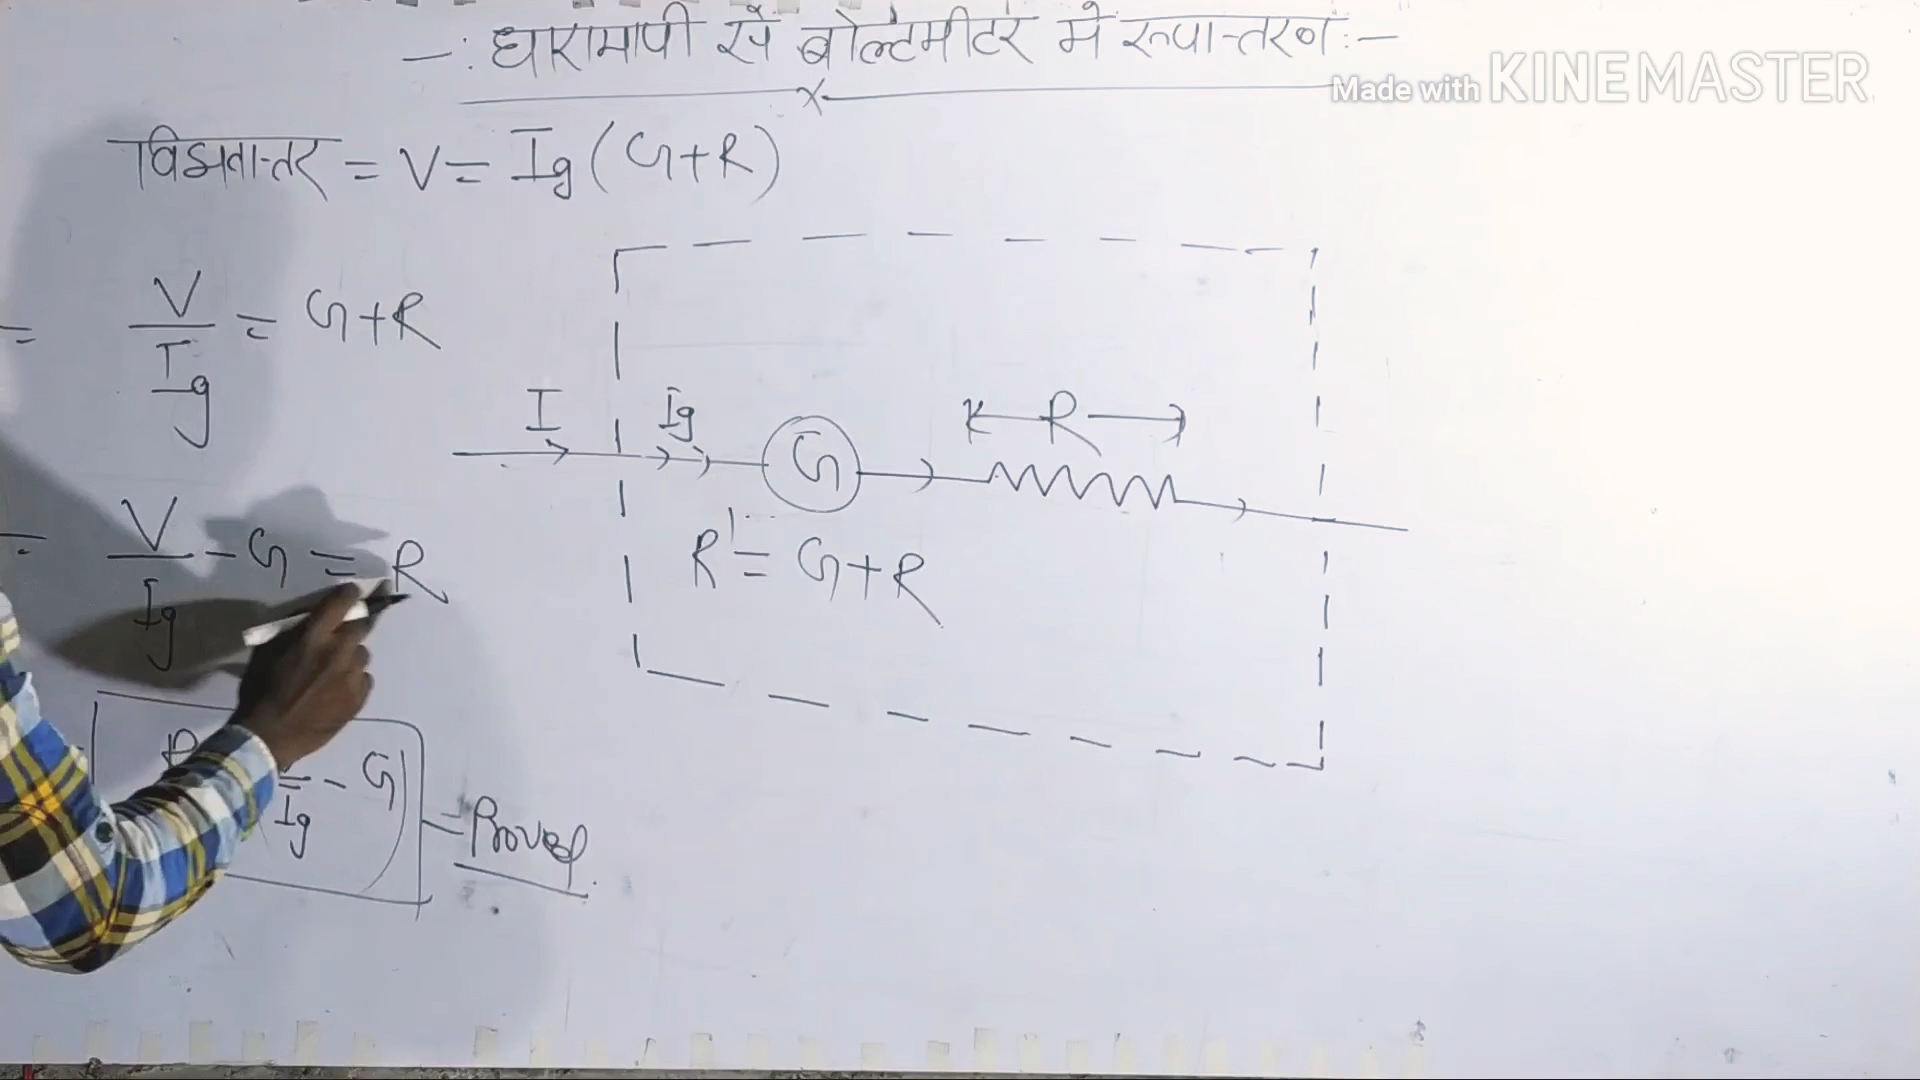 -: धारामापी से बोल्टमीटर में रूपान्तरण :-
Made with KINEMASTER
विभवान्तर = V = Ig (G+R)
= V/Ig = G+R
I Ig G R
= V/Ig - G = R
R' = G+R
R V/Ig - G = Proved